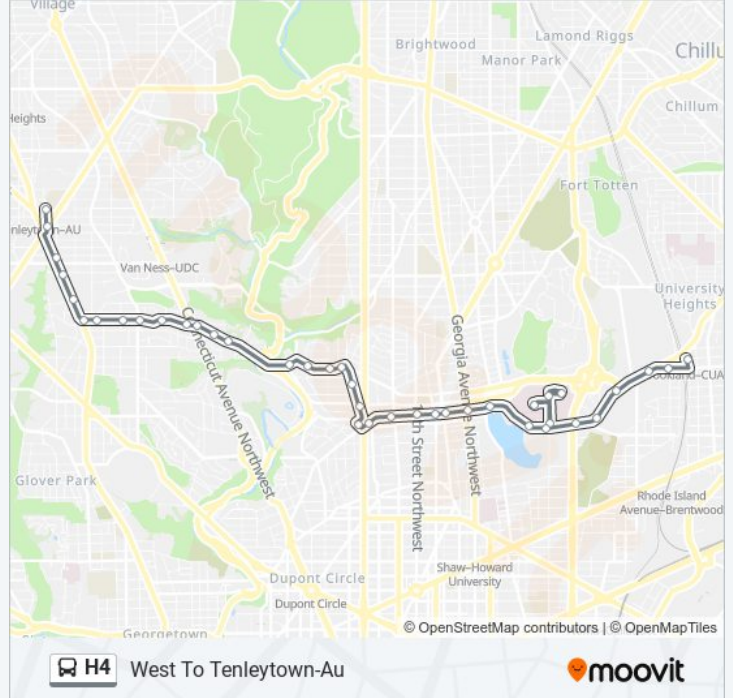 Village
Brightwood
Lamond Riggs
Manor Park
Chillu
Chillum
Heights
Fort Totten
nleyt n–AU
Van Ness–UDC
University
Heights
Connecticut Avenue Northwest
Georgia Avenue Northwest
ookland–CUA
th Street Northwest
Glover Park
Rhode Island
Avenue–Brentwood
Shaw–Howard
University
Dupont Circle
Dupont Circle
Georgetown
© OpenStreetMap contributors | © OpenMapTiles
H4
West To Tenleytown-Au
moovit